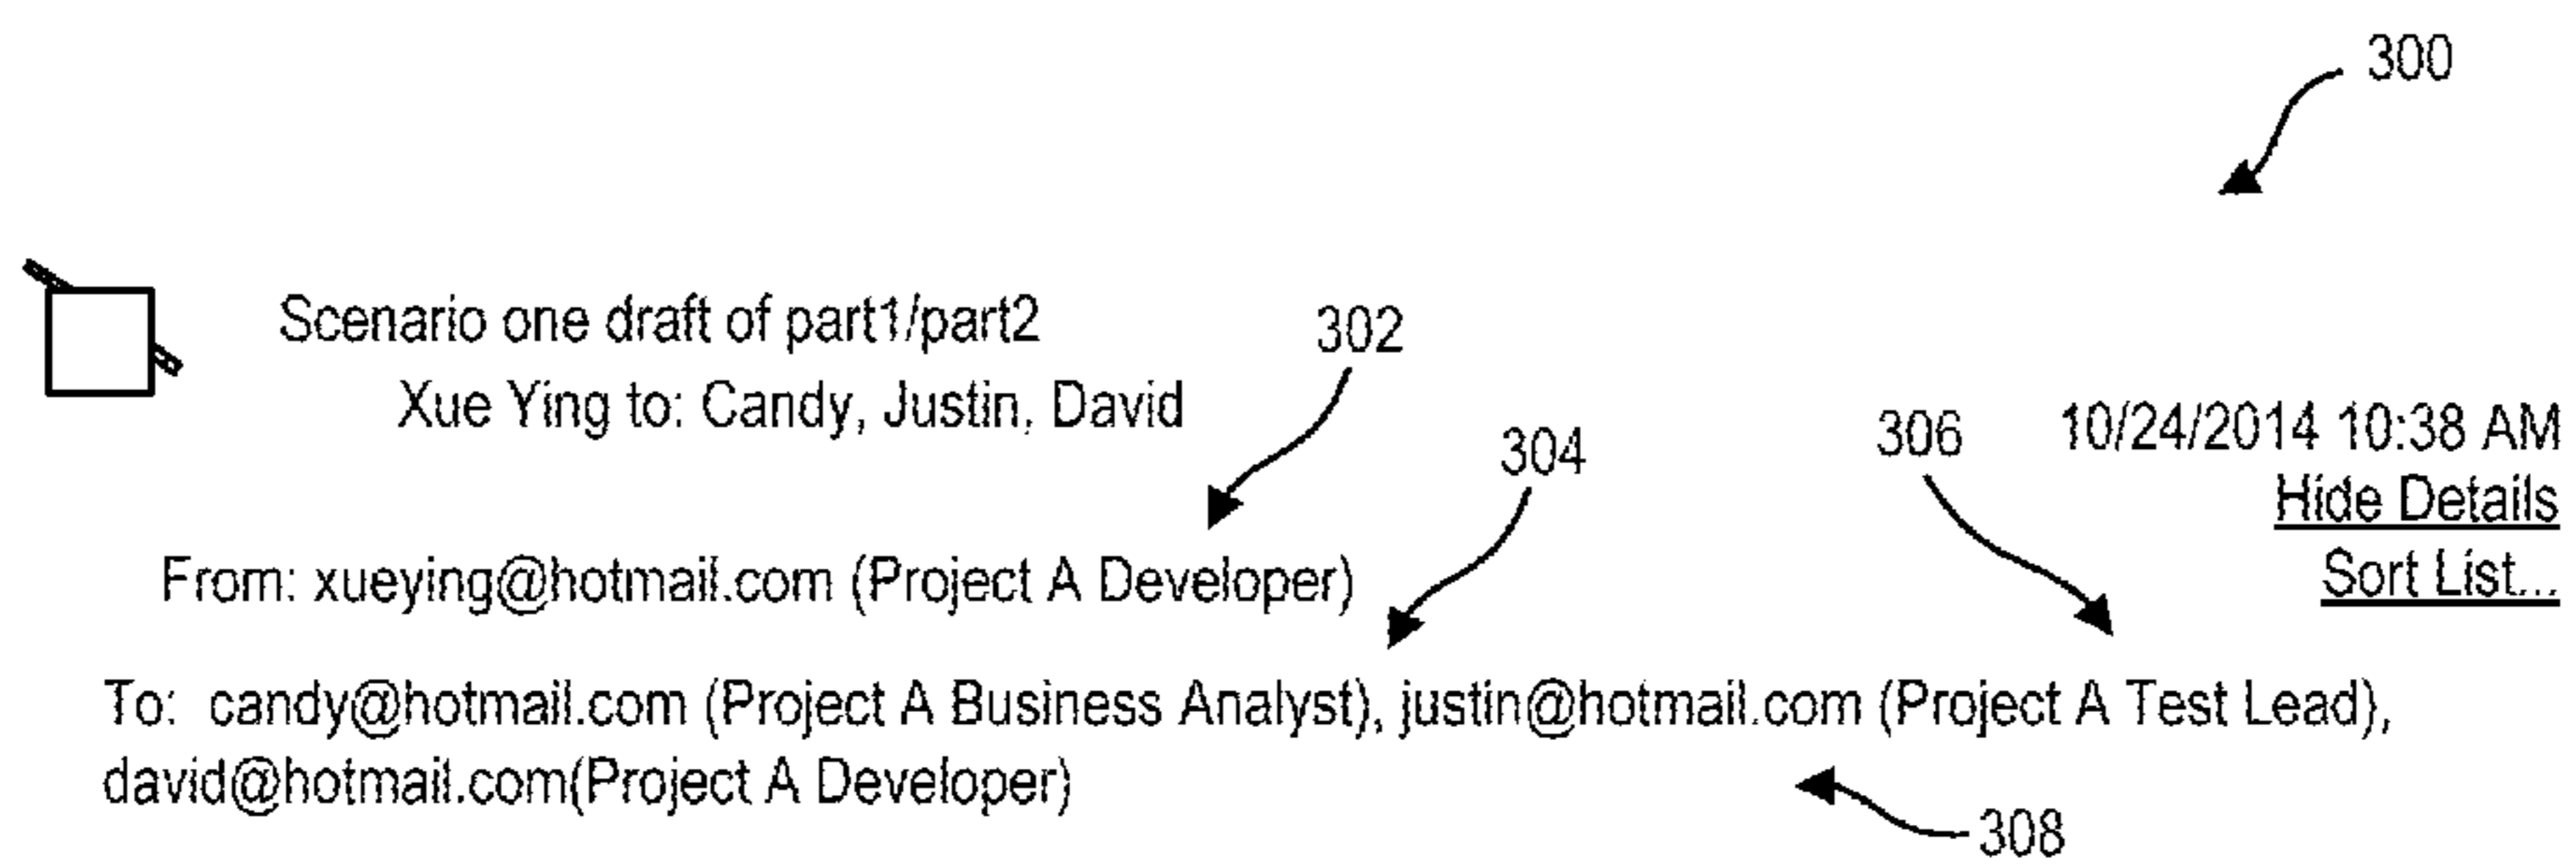 300
Scenario one draft of part1/part2
302
Xue Ying to: Candy, Justin, David
304
306
10/24/2014 10:38 AM
Hide Details
Sort List...
From: xueying@hotmail.com (Project A Developer)
To: candy@hotmail.com (Project A Business Analyst), justin@hotmail.com (Project A Test Lead),
david@hotmail.com(Project A Developer)
308